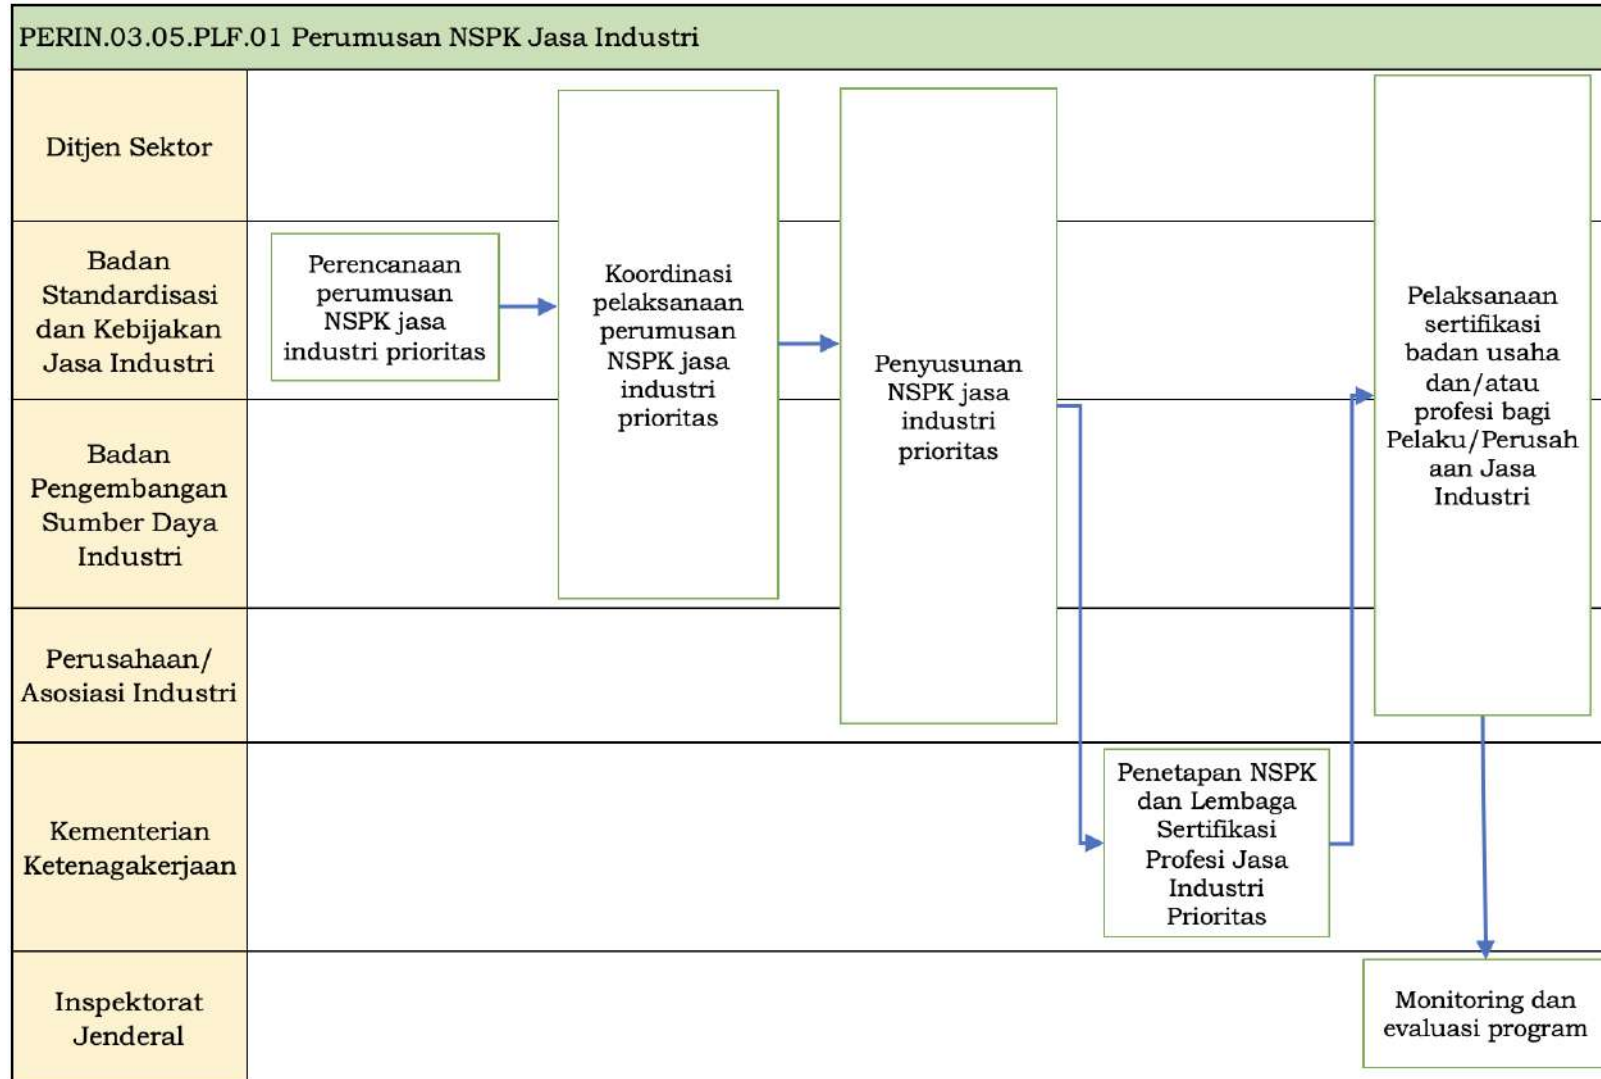 PERIN.03.05.PLF.01 Perumusan NSPK Jasa Industri
Ditjen Sektor
Badan
Standardisasi
dan Kebijakan
Jasa Industri
Perencanaan
perumusan
NSPK jasa
industri prioritas
Koordinasi
pelaksanaan
perumusan
NSPK jasa
industri
prioritas
Penyusunan
NSPK jasa
industri
prioritas
Pelaksanaan
sertifikasi
badan usaha
dan/atau
profesi bagi
Pelaku/Perusah
aan Jasa
Industri
Badan
Pengembangan
Sumber Daya
Industri
Perusahaan/
Asosiasi Industri
Kementerian
Ketenagakerjaan
Penetapan NSPK
dan Lembaga
Sertifikasi
Profesi Jasa
Industri
Prioritas
Inspektorat
Jenderal
Monitoring dan
evaluasi program